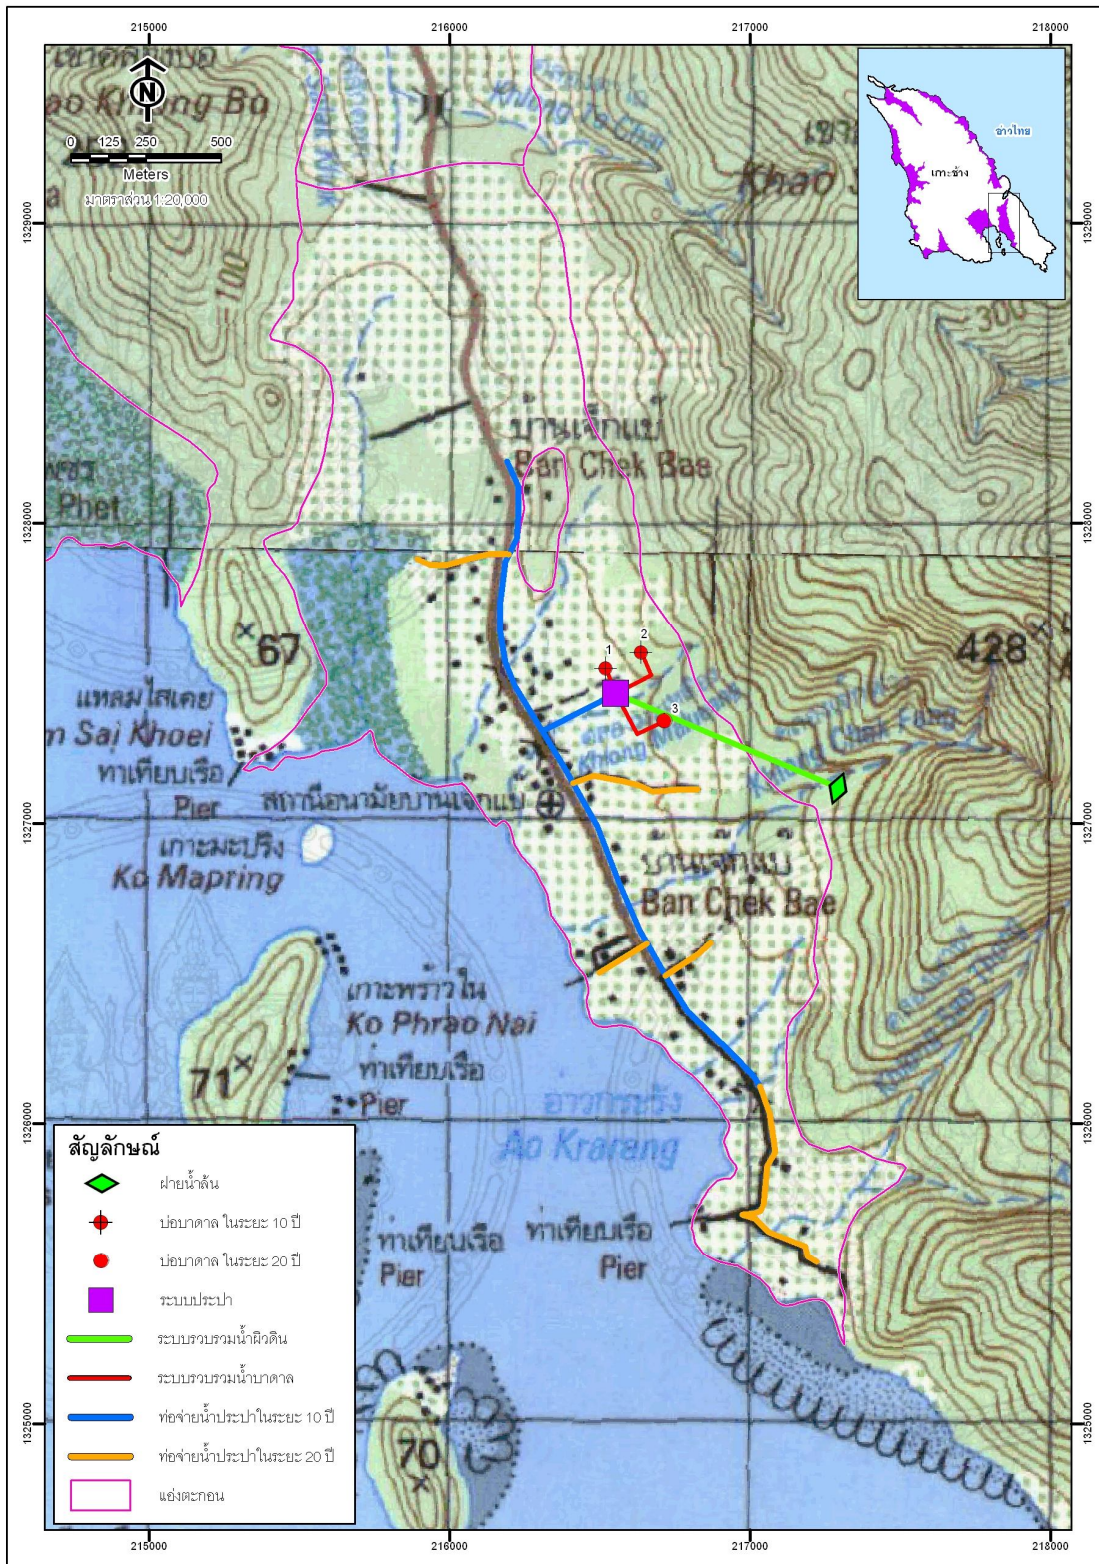 215000
216000
217000
218000
N
0 125 250 500
Meters
มาตราส่วน 1:20,000
ao Khlong Ba
Khao
อ่าวไทย
เกาะช้าง
1329000
1329000
100
300
บ้านเจ๊กแบ้
Ban Chek Bae
Phet
1328000
1328000
67
428
1
2
3
แหลมไสเคย
m Sai Khoei
ท่าเทียบเรือ
Pier
Khlong Chek Fang
สถานีอนามัยบ้านเจ๊กแบ้
1327000
1327000
เกาะมะปริง
Ko Mapring
บ้านเจ๊กแบ้
Ban Chek Bae
เกาะพร้าวใน
Ko Phrao Nai
71
ท่าเทียบเรือ
Pier
อ่าวกระรัง
Ao Krarang
1326000
1326000
ท่าเทียบเรือ
Pier
ท่าเทียบเรือ
Pier
70
1325000
1325000
สัญลักษณ์
ฝายน้ำล้น
บ่อบาดาล ในระยะ 10 ปี
บ่อบาดาล ในระยะ 20 ปี
ระบบประปา
ระบบรวบรวมน้ำผิวดิน
ระบบรวบรวมน้ำบาดาล
ท่อจ่ายน้ำประปาในระยะ 10 ปี
ท่อจ่ายน้ำประปาในระยะ 20 ปี
แอ่งตะกอน
215000
216000
217000
218000